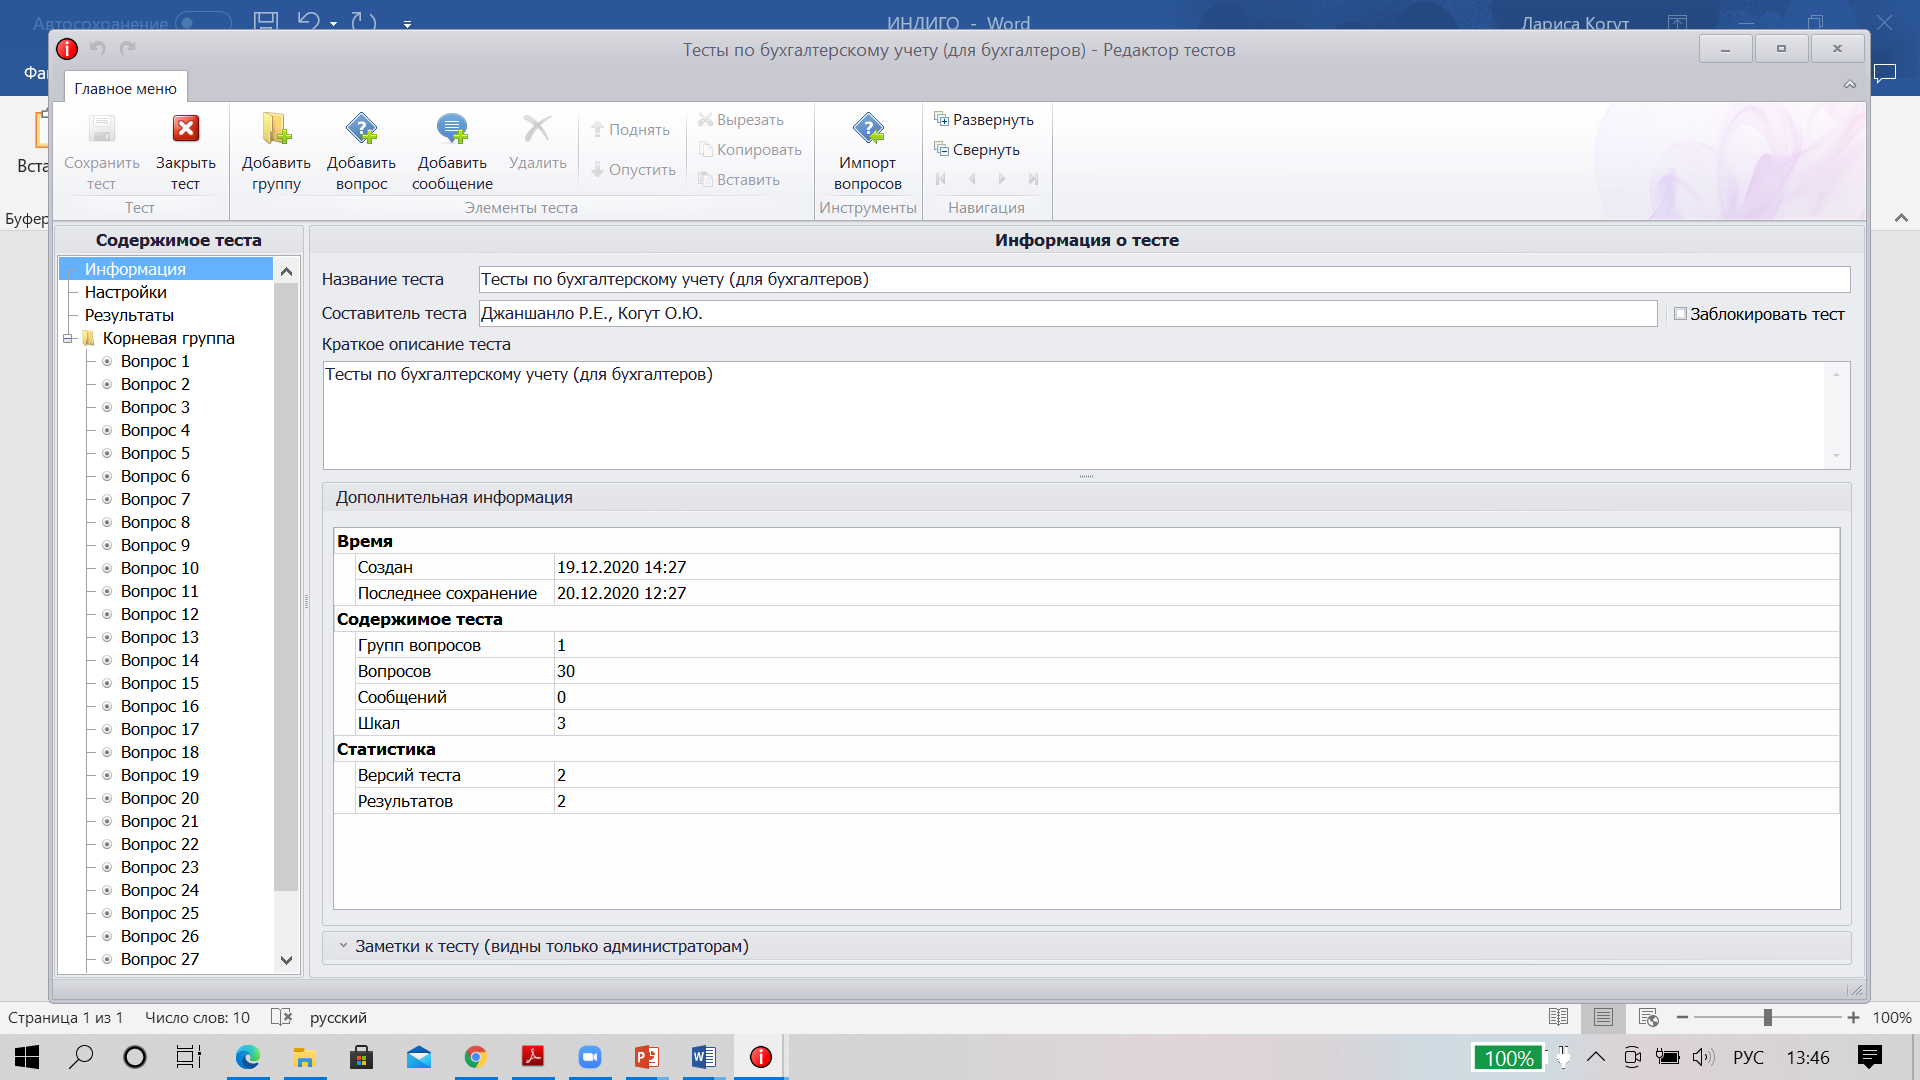 Автосохранение
ИНДИГО - Word
Лариса Когут
Тесты по бухгалтерскому учету (для бухгалтеров) - Редактор тестов
Главное меню
Сохранить тест
Закрыть тест
Добавить группу
Добавить вопрос
Добавить сообщение
Удалить
Поднять
Опустить
Вырезать
Копировать
Вставить
Импорт вопросов
Развернуть
Свернуть
Тест
Элементы теста
Инструменты
Навигация
Вста
Буфер
Содержимое теста
Информация
Настройки
Результаты
Корневая группа
Вопрос 1
Вопрос 2
Вопрос 3
Вопрос 4
Вопрос 5
Вопрос 6
Вопрос 7
Вопрос 8
Вопрос 9
Вопрос 10
Вопрос 11
Вопрос 12
Вопрос 13
Вопрос 14
Вопрос 15
Вопрос 16
Вопрос 17
Вопрос 18
Вопрос 19
Вопрос 20
Вопрос 21
Вопрос 22
Вопрос 23
Вопрос 24
Вопрос 25
Вопрос 26
Вопрос 27
Информация о тесте
Название теста Тесты по бухгалтерскому учету (для бухгалтеров)
Составитель теста Джаншанло Р.Е., Когут О.Ю. Заблокировать тест
Краткое описание теста
Тесты по бухгалтерскому учету (для бухгалтеров)
Дополнительная информация
Время
Создан 19.12.2020 14:27
Последнее сохранение 20.12.2020 12:27
Содержимое теста
Групп вопросов 1
Вопросов 30
Сообщений 0
Шкал 3
Статистика
Версий теста 2
Результатов 2
Заметки к тесту (видны только администраторам)
Страница 1 из 1 Число слов: 10 русский 100%
100% РУС 13:46